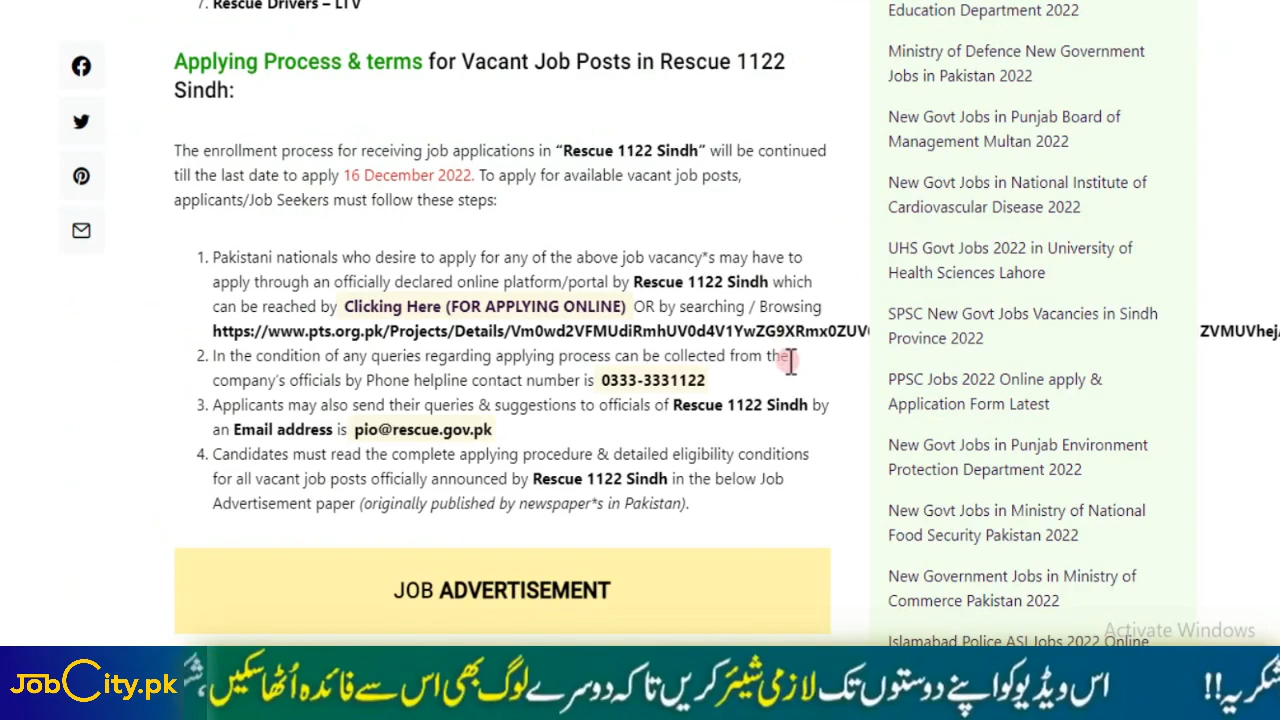 7. Rescue Drivers – LTV
Applying Process & terms for Vacant Job Posts in Rescue 1122
Sindh:
The enrollment process for receiving job applications in “Rescue 1122 Sindh” will be continued
till the last date to apply 16 December 2022. To apply for available vacant job posts,
applicants/Job Seekers must follow these steps:
1. Pakistani nationals who desire to apply for any of the above job vacancy*s may have to
apply through an officially declared online platform/portal by Rescue 1122 Sindh which
can be reached by Clicking Here (FOR APPLYING ONLINE) OR by searching / Browsing
https://www.pts.org.pk/Projects/Details/Vm0wd2VFMUdiRmhUV0d4V1YwZG9XRmx0ZUV
ZVMUVhej
2. In the condition of any queries regarding applying process can be collected from the
company's officials by Phone helpline contact number is 0333-3331122
3. Applicants may also send their queries & suggestions to officials of Rescue 1122 Sindh by
an Email address is pio@rescue.gov.pk
4. Candidates must read the complete applying procedure & detailed eligibility conditions
for all vacant job posts officially announced by Rescue 1122 Sindh in the below Job
Advertisement paper (originally published by newspaper*s in Pakistan).
JOB ADVERTISEMENT
Education Department 2022
Ministry of Defence New Government
Jobs in Pakistan 2022
New Govt Jobs in Punjab Board of
Management Multan 2022
New Govt Jobs in National Institute of
Cardiovascular Disease 2022
UHS Govt Jobs 2022 in University of
Health Sciences Lahore
SPSC New Govt Jobs Vacancies in Sindh
Province 2022
PPSC Jobs 2022 Online apply &
Application Form Latest
New Govt Jobs in Punjab Environment
Protection Department 2022
New Govt Jobs in Ministry of National
Food Security Pakistan 2022
New Government Jobs in Ministry of
Commerce Pakistan 2022
Islamabad Police ASI Jobs 2022 Online
Activate Windows
JobCity.pk
اس ویڈیو کو اپنے دوستوں تک لازمی شیئر کریں تاکہ دوسرے لوگ بھی اس سے فائدہ اُٹھا سکیں،
شکریہ!!